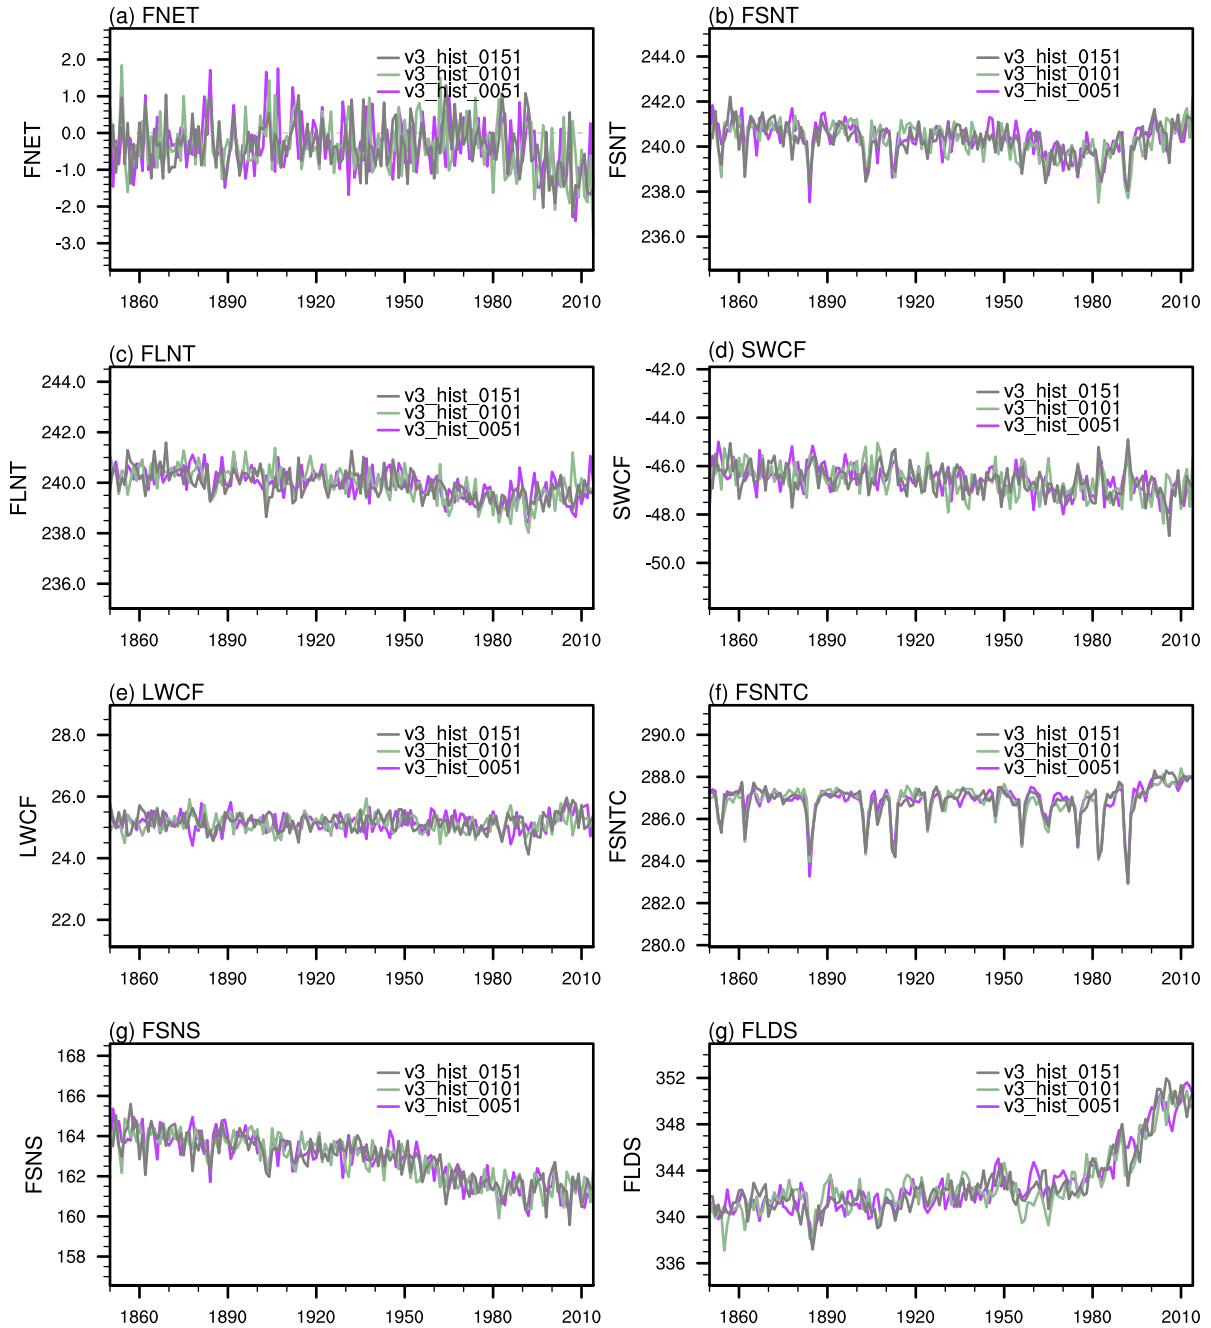 (a) FNET
FNET
2.0
1.0
0.0
-1.0
-2.0
-3.0
v3_hist_0151
v3_hist_0101
v3_hist_0051
1860 1890 1920 1950 1980 2010
(b) FSNT
FSNT
244.0
242.0
240.0
238.0
236.0
v3_hist_0151
v3_hist_0101
v3_hist_0051
1860 1890 1920 1950 1980 2010
(c) FLNT
FLNT
244.0
242.0
240.0
238.0
236.0
v3_hist_0151
v3_hist_0101
v3_hist_0051
1860 1890 1920 1950 1980 2010
(d) SWCF
SWCF
-42.0
-44.0
-46.0
-48.0
-50.0
v3_hist_0151
v3_hist_0101
v3_hist_0051
1860 1890 1920 1950 1980 2010
(e) LWCF
LWCF
28.0
26.0
24.0
22.0
v3_hist_0151
v3_hist_0101
v3_hist_0051
1860 1890 1920 1950 1980 2010
(f) FSNTC
FSNTC
290.0
288.0
286.0
284.0
282.0
280.0
v3_hist_0151
v3_hist_0101
v3_hist_0051
1860 1890 1920 1950 1980 2010
(g) FSNS
FSNS
168
166
164
162
160
158
v3_hist_0151
v3_hist_0101
v3_hist_0051
1860 1890 1920 1950 1980 2010
(g) FLDS
FLDS
352
348
344
340
336
v3_hist_0151
v3_hist_0101
v3_hist_0051
1860 1890 1920 1950 1980 2010